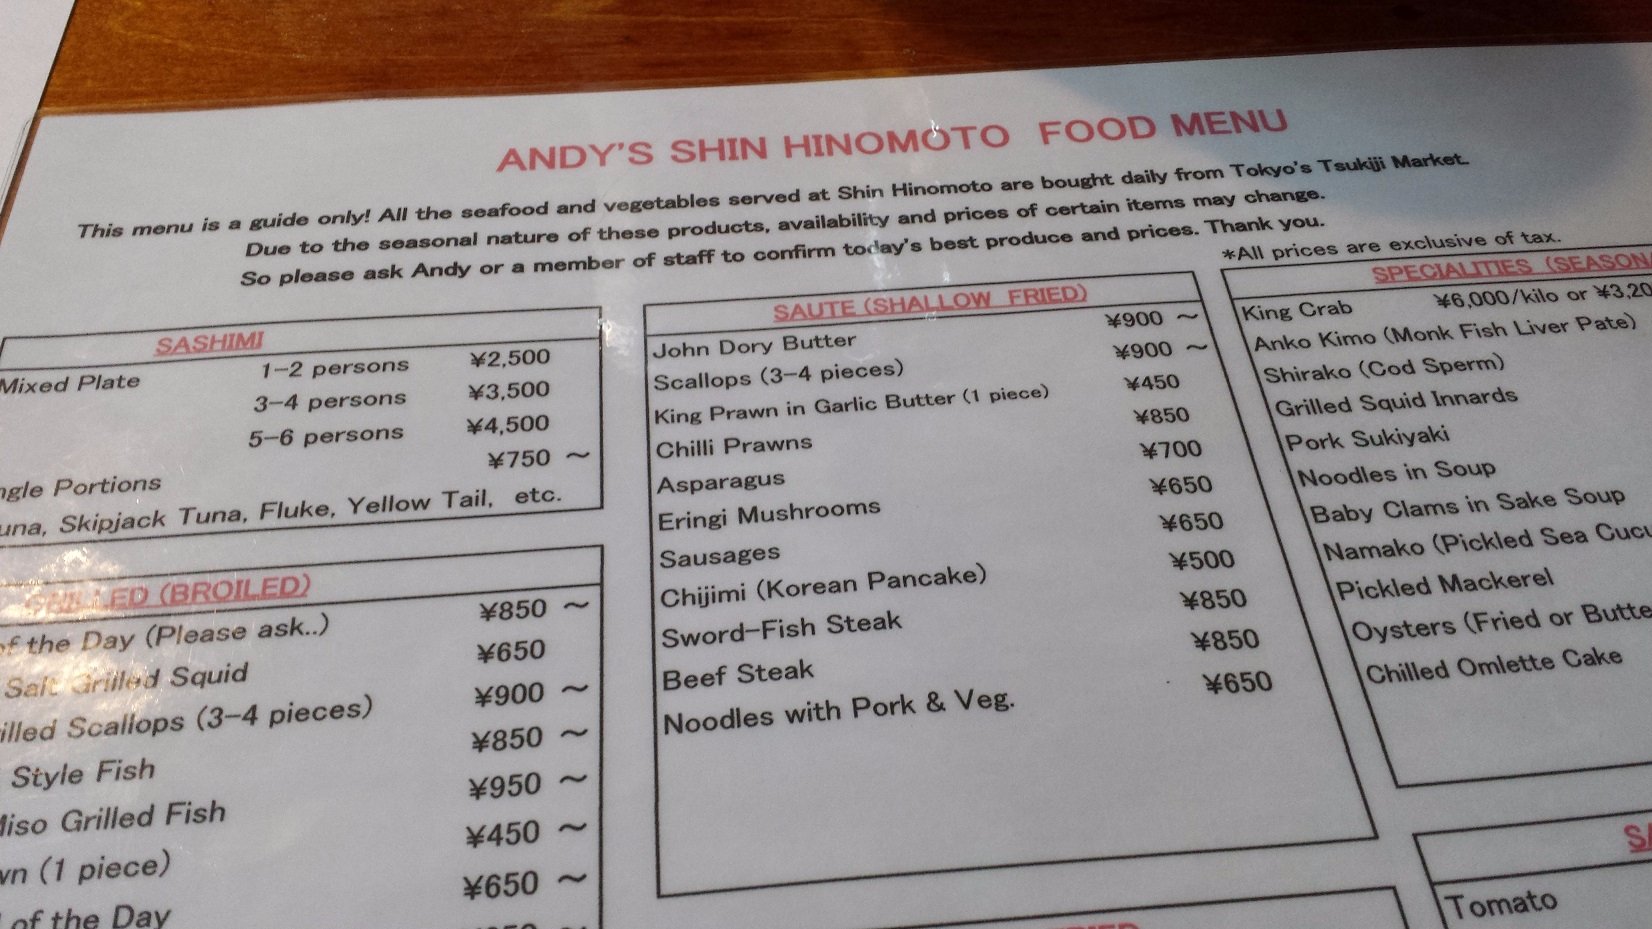 ANDY'S SHIN HINOMOTO FOOD MENU
This menu is a guide only! All the seafood and vegetables served at Shin Hinomoto are bought daily from Tokyo's Tsukiji Market.
Due to the seasonal nature of these products, availability and prices of certain items may change.
So please ask Andy or a member of staff to confirm today's best produce and prices. Thank you.
*All prices are exclusive of tax.
SASHIMI
Mixed Plate 1-2 persons ¥2,500
3-4 persons ¥3,500
5-6 persons ¥4,500
Portions ¥750 ~
Skipjack Tuna, Fluke, Yellow Tail, etc.
(BROILED)
of the Day (Please ask..) ¥850 ~
Salt Grilled Squid ¥650
Scallops (3-4 pieces) ¥900 ~
Style Fish ¥850 ~
Miso Grilled Fish ¥950 ~
(1 piece) ¥450 ~
of the Day ¥650 ~
SAUTE (SHALLOW FRIED)
John Dory Butter ¥900 ~
Scallops (3-4 pieces) ¥900 ~
King Prawn in Garlic Butter (1 piece) ¥450
Chilli Prawns ¥850
Asparagus ¥700
Eringi Mushrooms ¥650
Sausages ¥650
Chijimi (Korean Pancake) ¥500
Sword-Fish Steak ¥850
Beef Steak ¥850
Noodles with Pork & Veg. ¥650
SPECIALITIES
King Crab ¥6,000/kilo or
Anko Kimo (Monk Fish Liver Pate)
Shirako (Cod Sperm)
Grilled Squid Innards
Pork Sukiyaki
Noodles in Soup
Baby Clams in Sake Soup
Namako (Pickled Sea
Pickled Mackerel
Oysters (Fried or
Chilled Omlette Cake
Tomato